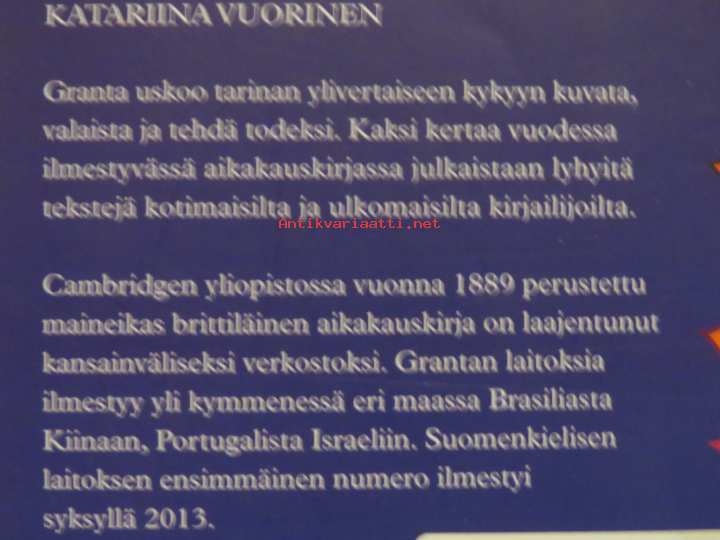 KATARIINA VUORINEN
Granta uskoo tarinan ylivertaiseen kykyyn kuvata,
valaista ja tehdä todeksi. Kaksi kertaa vuodessa
ilmestyvässä aikakauskirjassa julkaistaan lyhyitä
tekstejä kotimaisilta ja ulkomaisilta kirjailijoilta.
Antikvariaatti.net
Cambridgen yliopistossa vuonna 1889 perustettu
maineikas brittiläinen aikakauskirja on laajentunut
kansainväliseksi verkostoksi. Grantan laitoksia
ilmestyy yli kymmenessä eri maassa Brasiliasta
Kiinaan, Portugalista Israeliin. Suomenkielisen
laitoksen ensimmäinen numero ilmestyi
syksyllä 2013.